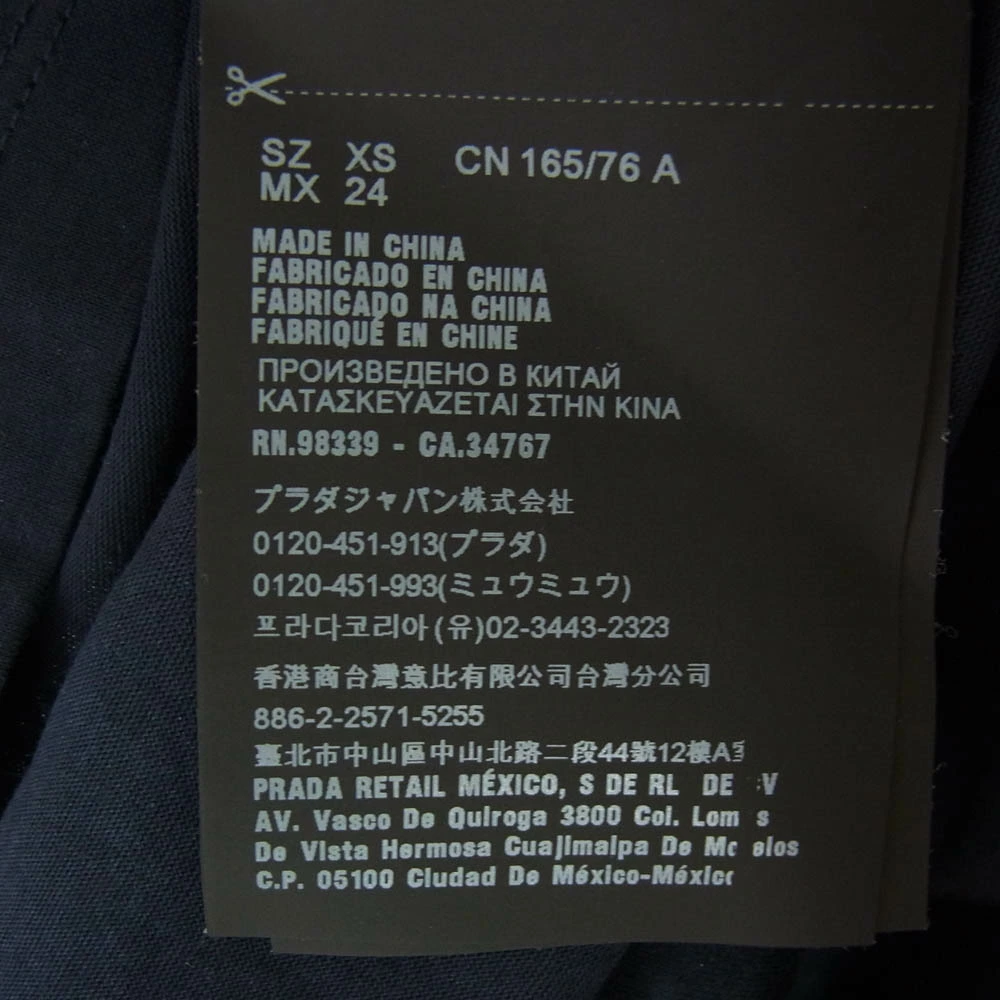 SZ XS CN 165/76 A
MX 24
MADE IN CHINA
FABRICADO EN CHINA
FABRICADO NA CHINA
FABRIQUÉ EN CHINE
ПРОИЗВЕДЕНО В КИТАЙ
ΚΑΤΑΣΚΕΥΑΖΕΤΑΙ ΣΤΗΝ ΚΙΝΑ
RN.98339 - CA.34767
プラダジャパン株式会社
0120-451-913(プラダ)
0120-451-993(ミュウミュウ)
프라다코리아(유)02-3443-2323
香港商台灣意比有限公司台灣分公司
886-2-2571-5255
臺北市中山區中山北路二段44號12樓A
PRADA RETAIL MÉXICO, S DE RL DE V
AV. Vasco De Quiroga 3800 Col. Lom s
De Vista Hermosa Cuajimalpa De
C.P. 05100 Ciudad De México-Méxic